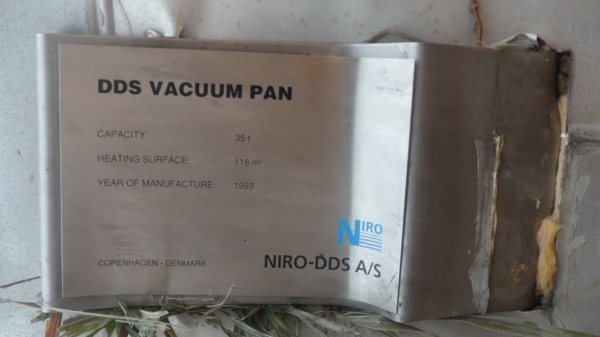 DDS VACUUM PAN
CAPACITY: 35 t
HEATING SURFACE: 118 m²
YEAR OF MANUFACTURE: 1993
NIRO
COPENHAGEN - DENMARK
NIRO-DDS A/S